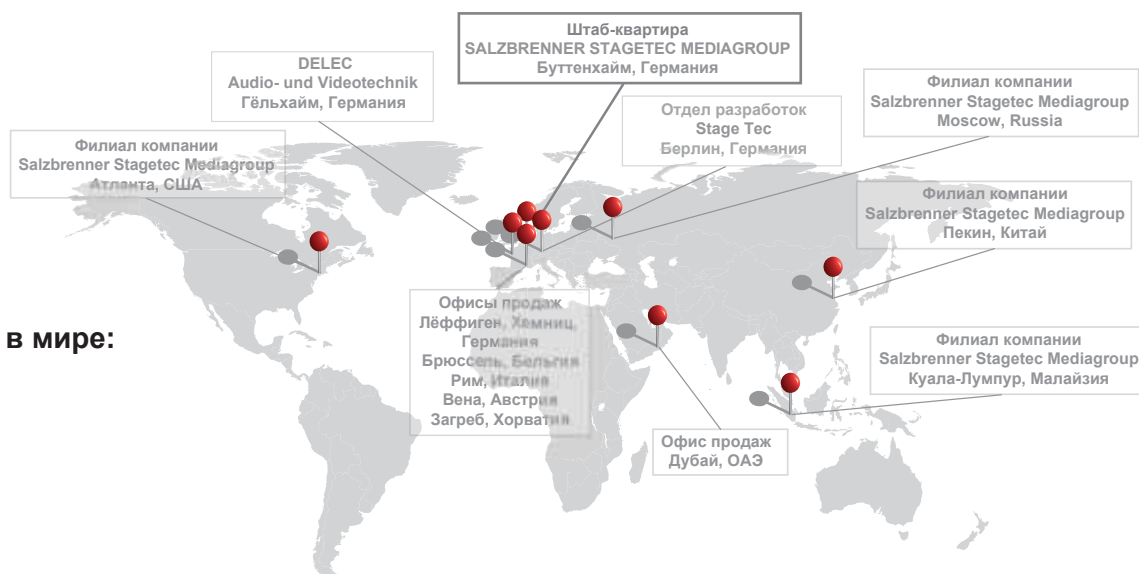 Штаб-квартира
SALZBRENNER STAGETEC MEDIAGROUP
Буттенхайм, Германия
DELEC
Audio- und Videotechnik
Гёльхайм, Германия
Филиал компании
Salzbrenner Stagetec Mediagroup
Moscow, Russia
Отдел разработок
Stage Tec
Берлин, Германия
Филиал компании
Salzbrenner Stagetec Mediagroup
Атланта, США
Филиал компании
Salzbrenner Stagetec Mediagroup
Пекин, Китай
Офисы продаж
Лёффиген, Хемниц,
Германия
Брюссель, Бельгия
Рим, Италия
Вена, Австрия
Загреб, Хорватия
в мире:
Филиал компании
Salzbrenner Stagetec Mediagroup
Куала-Лумпур, Малайзия
Офис продаж
Дубай, ОАЭ